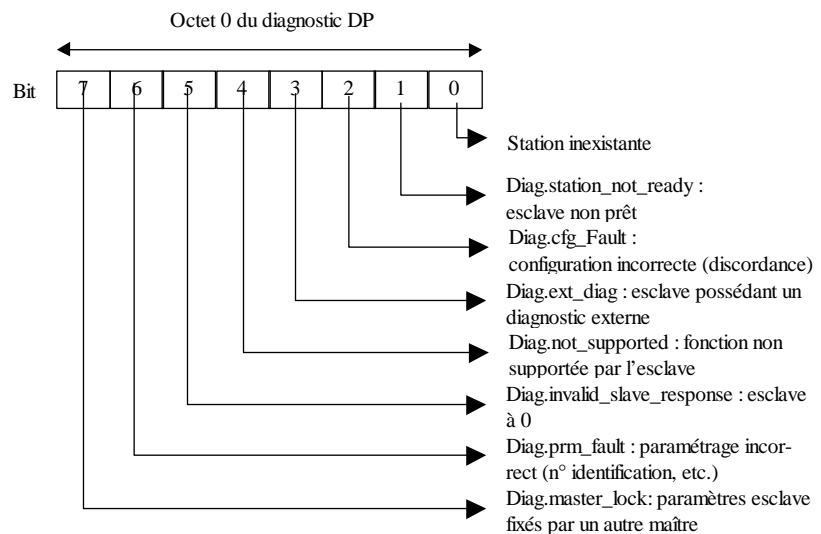 Octet 0 du diagnostic DP
Bit 7 6 5 4 3 2 1 0
Station inexistante
Diag.station_not_ready :
esclave non prêt
Diag.cfg_Fault :
configuration incorrecte (discordance)
Diag.ext_diag : esclave possédant un
diagnostic externe
Diag.not_supported : fonction non
supportée par l'esclave
Diag.invalid_slave_response : esclave
à 0
Diag.prm_fault : paramétrage incor-
rect (n° identification, etc.)
Diag.master_lock: paramètres esclave
fixés par un autre maître